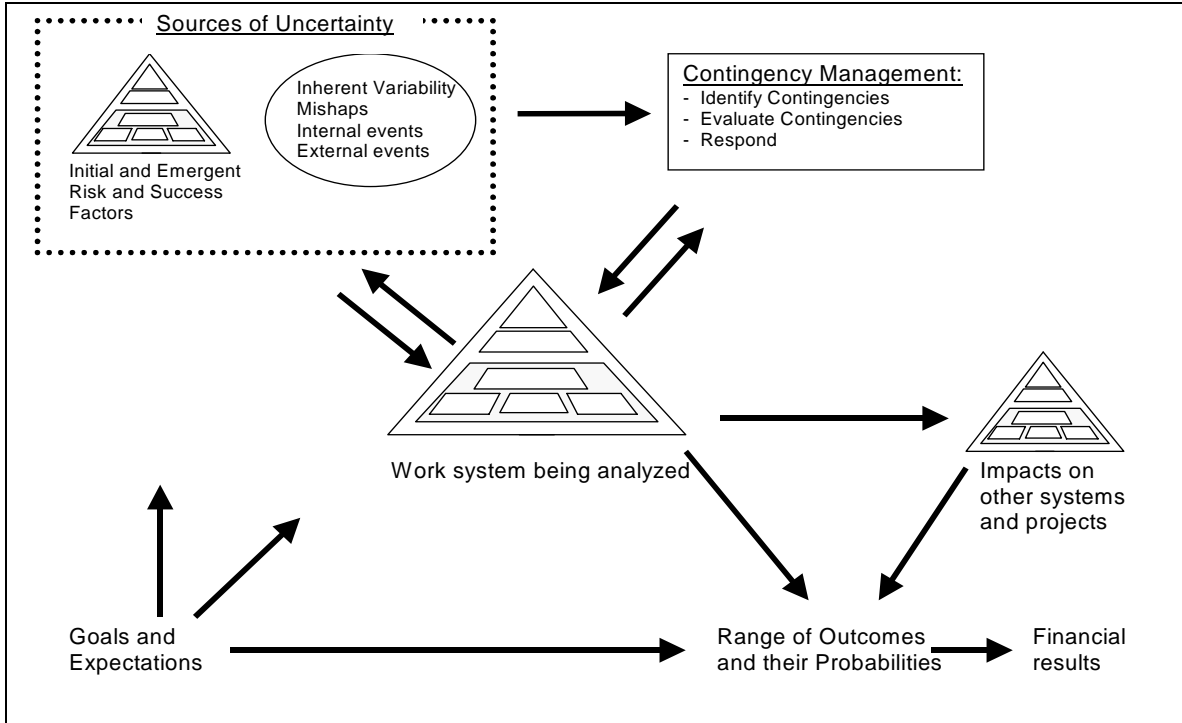 Sources of Uncertainty
Inherent Variability
Mishaps
Internal events
External events
Initial and Emergent
Risk and Success
Factors
Contingency Management:
- Identify Contingencies
- Evaluate Contingencies
- Respond
Work system being analyzed
Impacts on
other systems
and projects
Goals and
Expectations
Range of Outcomes
and their Probabilities
Financial
results